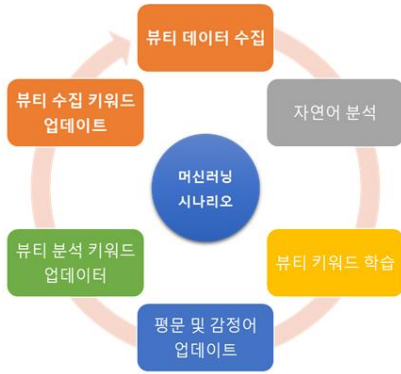 뷰티 데이터 수집
뷰티 수집 키워드
업데이트
자연어 분석
머신러닝
시나리오
뷰티 분석 키워드
업데이터
뷰티 키워드 학습
평문 및 감정어
업데이트